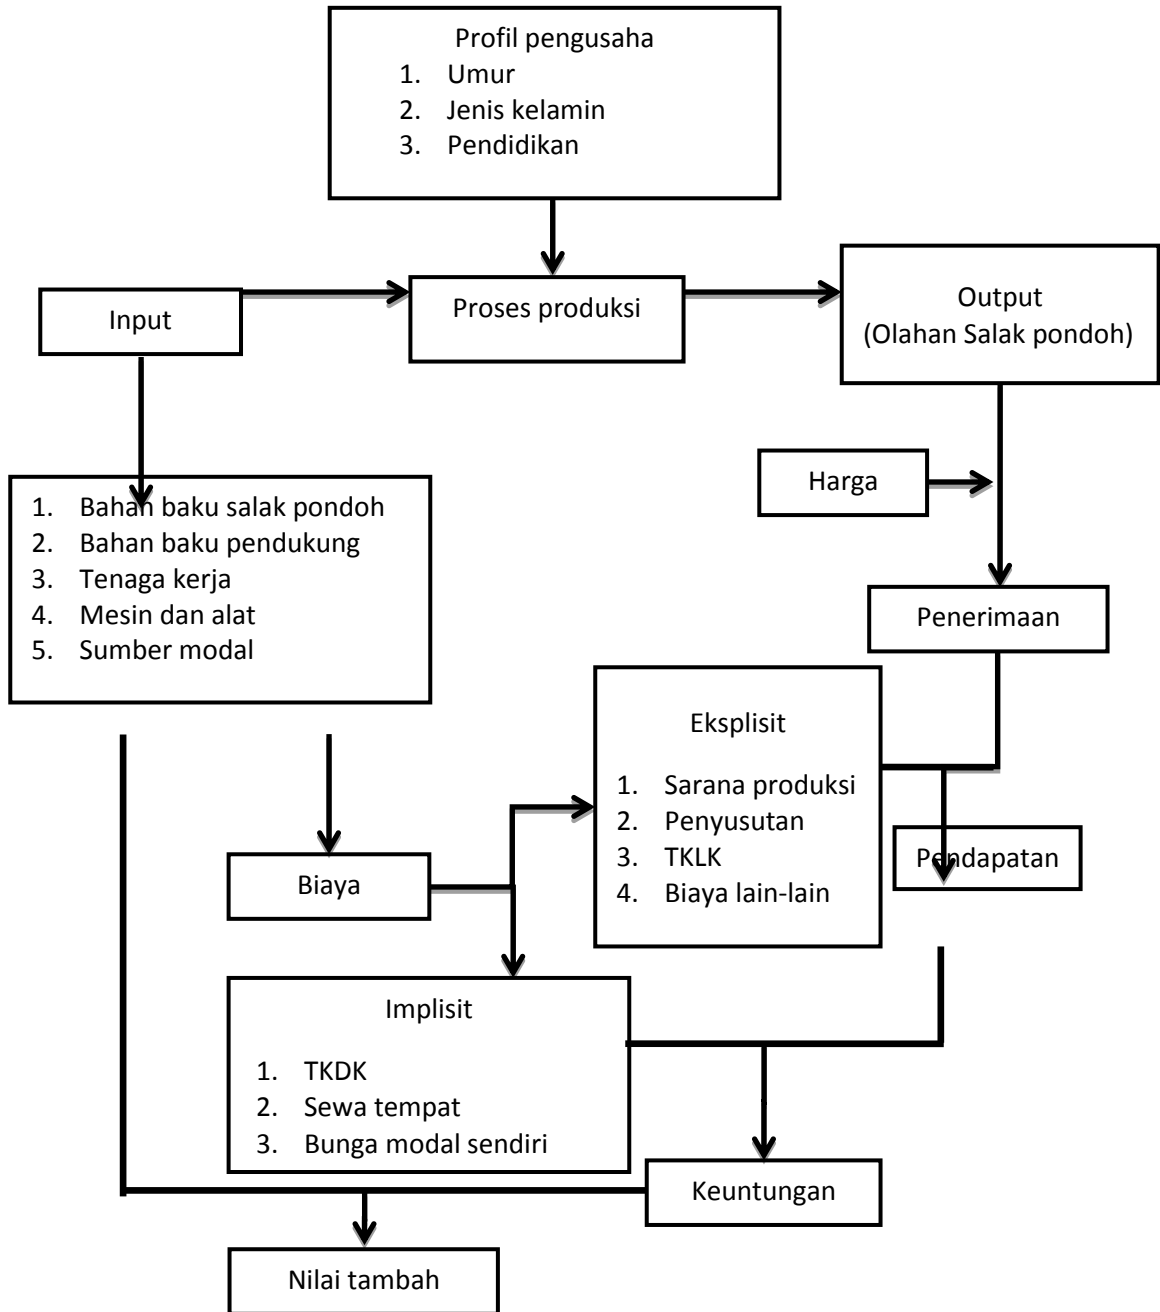 Profil pengusaha
1. Umur
2. Jenis kelamin
3. Pendidikan
Input
Proses produksi
Output
(Olahan Salak pondoh)
Harga
1. Bahan baku salak pondoh
2. Bahan baku pendukung
3. Tenaga kerja
4. Mesin dan alat
5. Sumber modal
Penerimaan
Eksplisit
1. Sarana produksi
2. Penyusutan
3. TKLK
4. Biaya lain-lain
Pendapatan
Biaya
Implisit
1. TKDK
2. Sewa tempat
3. Bunga modal sendiri
Keuntungan
Nilai tambah